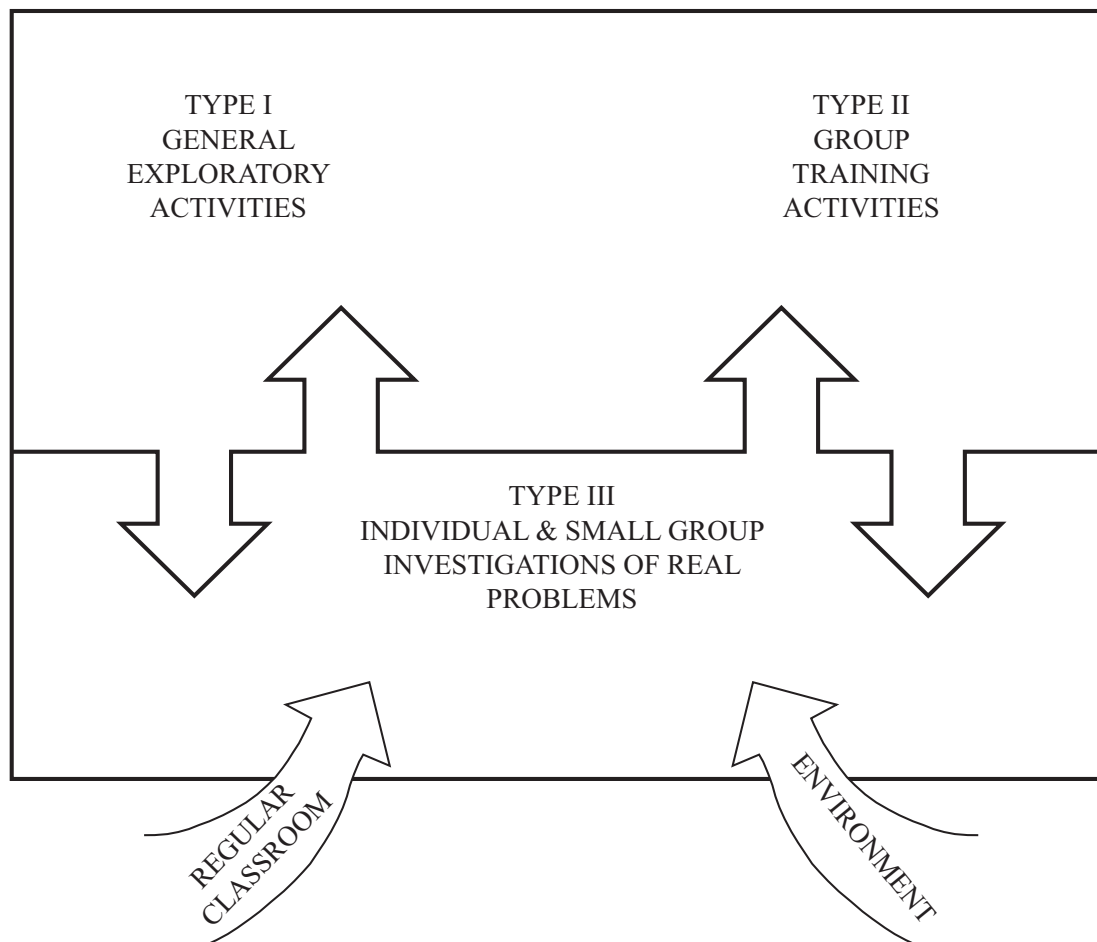 TYPE I
GENERAL
EXPLORATORY
ACTIVITIES
TYPE II
GROUP
TRAINING
ACTIVITIES
TYPE III
INDIVIDUAL & SMALL GROUP
INVESTIGATIONS OF REAL
PROBLEMS
REGULAR
CLASSROOM
ENVIRONMENT